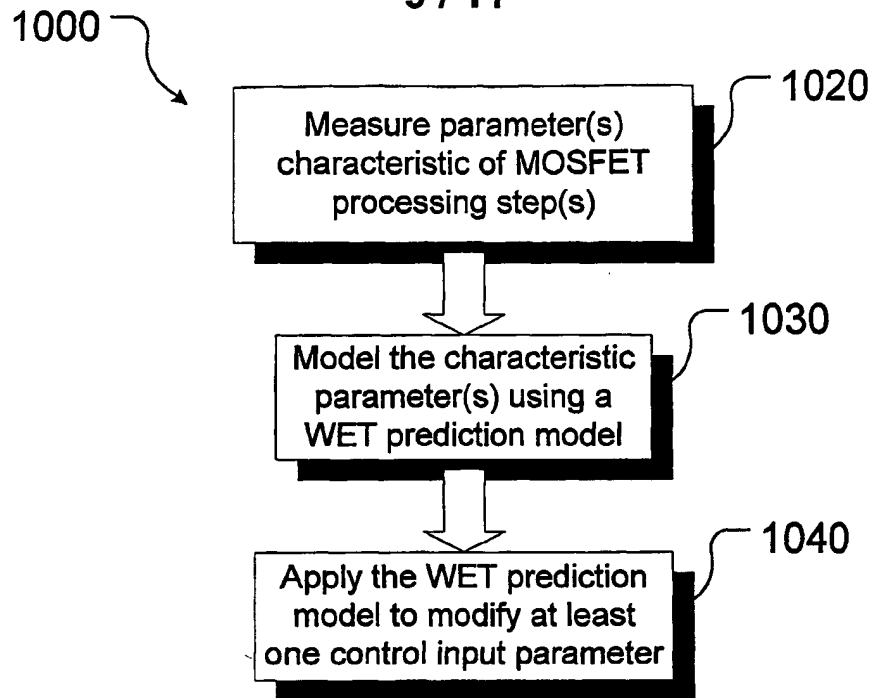 1000
1020
Measure parameter(s)
characteristic of MOSFET
processing step(s)
1030
Model the characteristic
parameter(s) using a
WET prediction model
1040
Apply the WET prediction
model to modify at least
one control input parameter